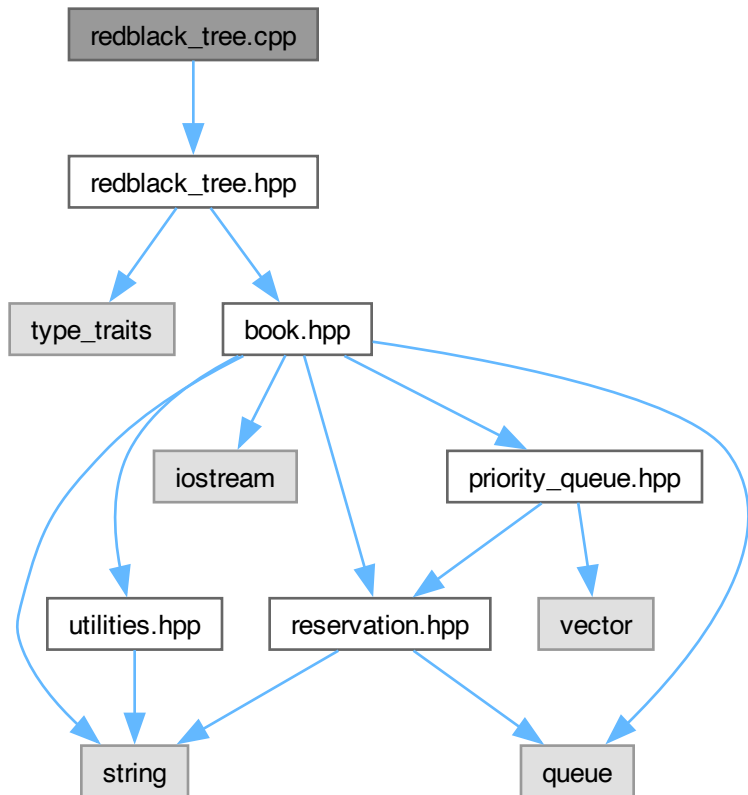 redblack_tree.cpp
redblack_tree.hpp
type_traits
book.hpp
iostream
priority_queue.hpp
utilities.hpp
reservation.hpp
vector
string
queue